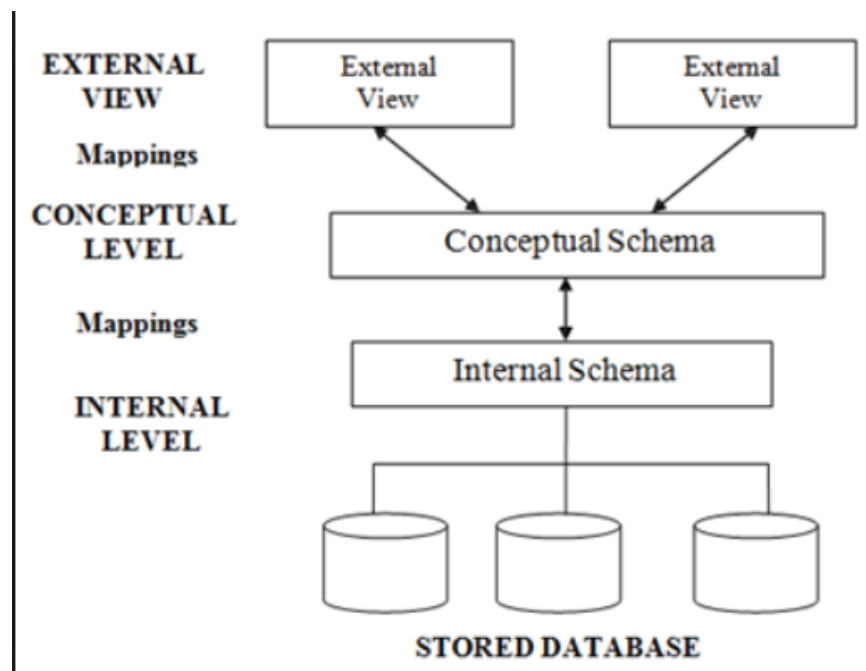 EXTERNAL
VIEW
External
View
External
View
Mappings
CONCEPTUAL
LEVEL
Conceptual Schema
Mappings
Internal Schema
INTERNAL
LEVEL
STORED DATABASE